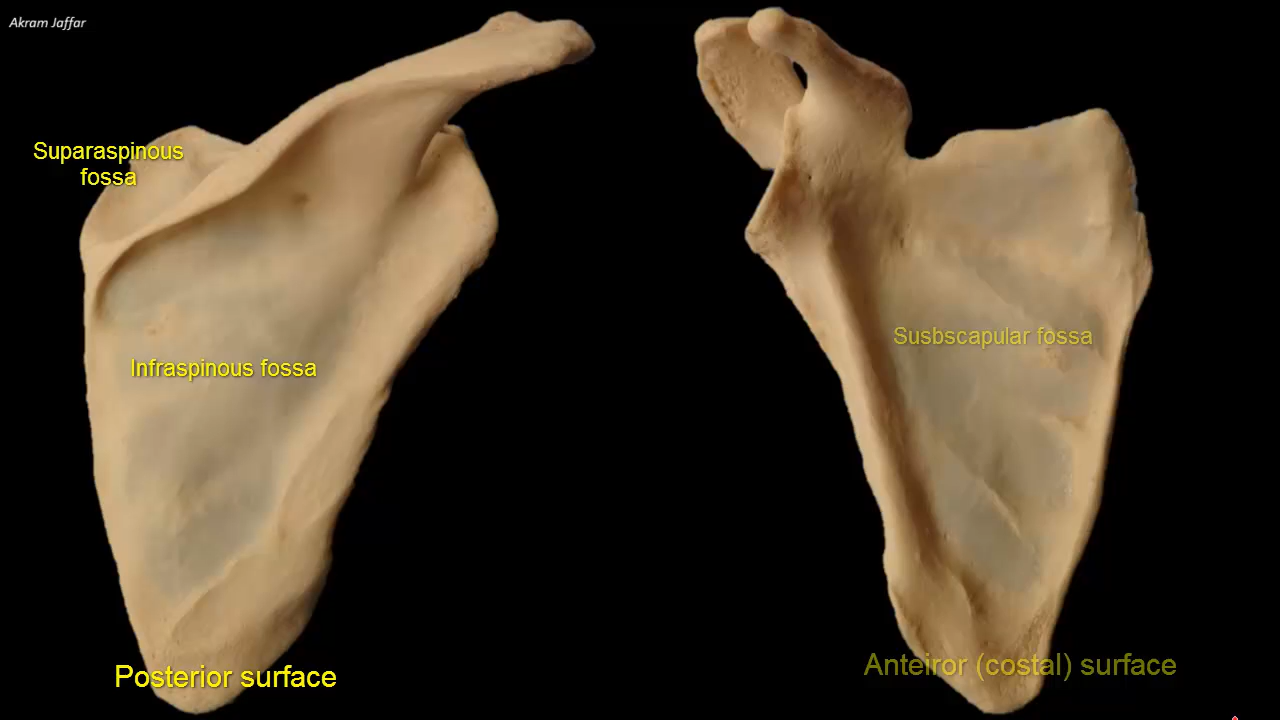 Akram Jaffar
Suparaspinous
fossa
Infraspinous fossa
Susbscapular fossa
Posterior surface
Anteiror (costal) surface